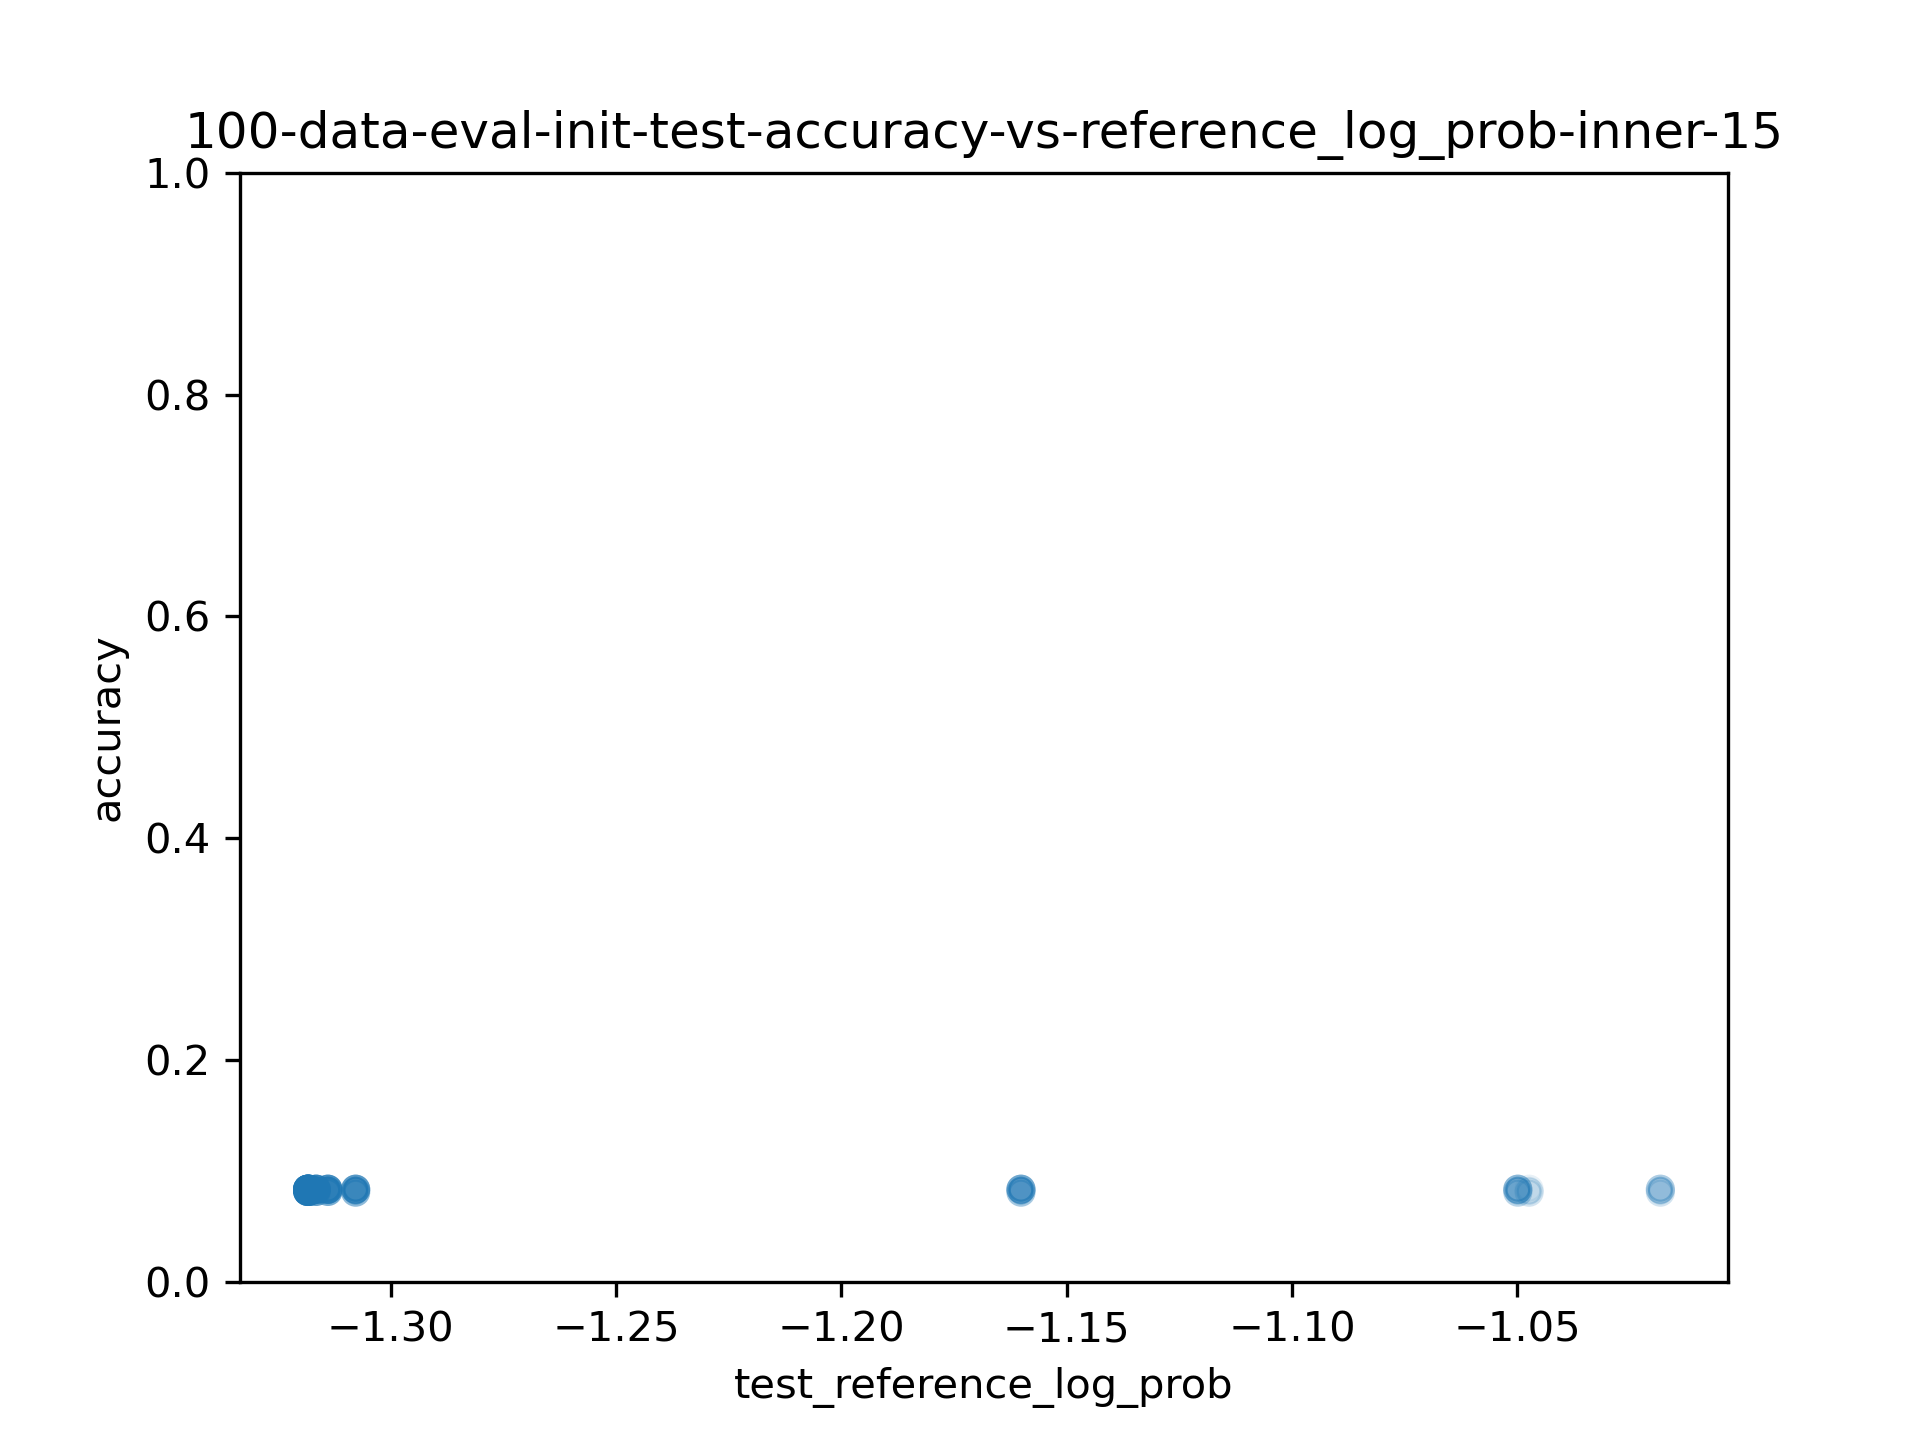 100-data-eval-init-test-accuracy-vs-reference_log_prob-inner-15
1.0
0.8
0.6
0.4
0.2
0.0
accuracy
−1.30 −1.25 −1.20 −1.15 −1.10 −1.05
test_reference_log_prob